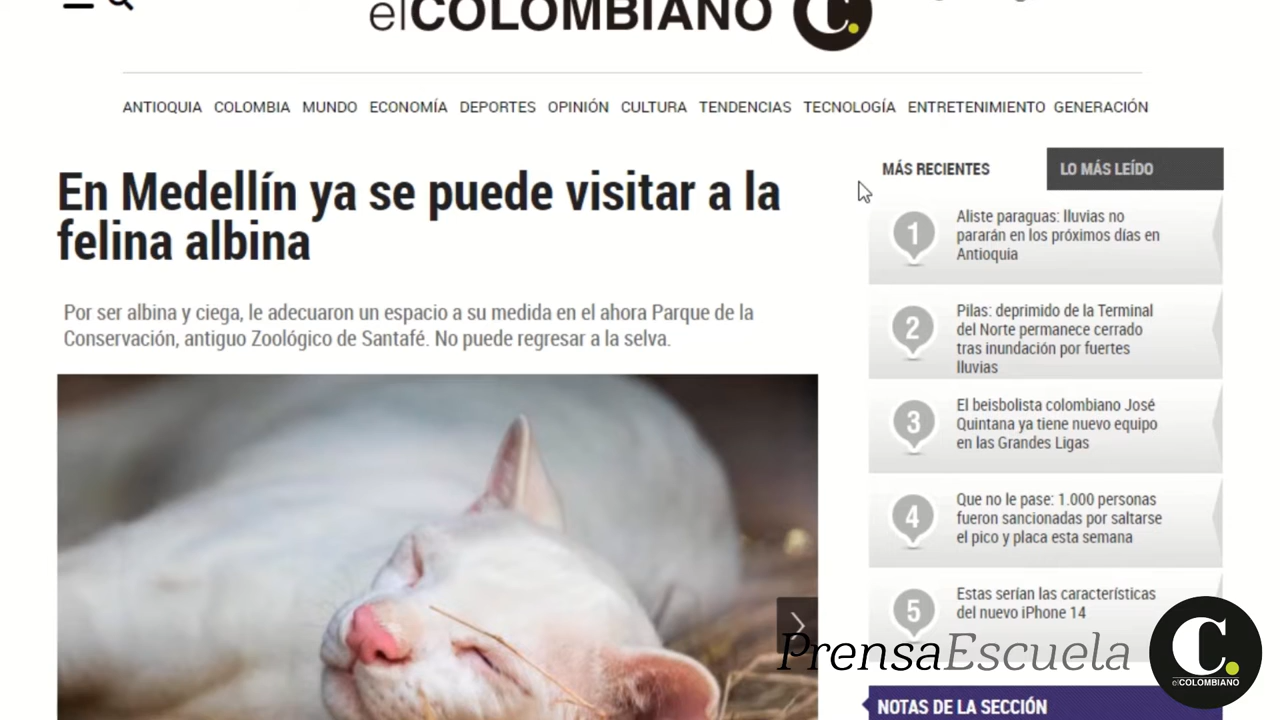 elCOLOMBIANO C.
ANTIOQUIA COLOMBIA MUNDO ECONOMÍA DEPORTES OPINIÓN CULTURA TENDENCIAS TECNOLOGÍA ENTRETENIMIENTO GENERACIÓN
En Medellín ya se puede visitar a la
felina albina
Por ser albina y ciega, le adecuaron un espacio a su medida en el ahora Parque de la
Conservación, antiguo Zoológico de Santafé. No puede regresar a la selva.
MÁS RECIENTES
LO MÁS LEÍDO
1
Aliste paraguas: lluvias no
pararán en los próximos días en
Antioquia
2
Pilas: deprimido de la Terminal
del Norte permanece cerrado
tras inundación por fuertes
lluvias
3
El beisbolista colombiano José
Quintana ya tiene nuevo equipo
en las Grandes Ligas
4
Que no le pase: 1.000 personas
fueron sancionadas por saltarse
el pico y placa esta semana
5
Estas serían las características
del nuevo iPhone 14
PrensaEscuela
C.
elCOLOMBIANO
NOTAS DE LA SECCIÓN